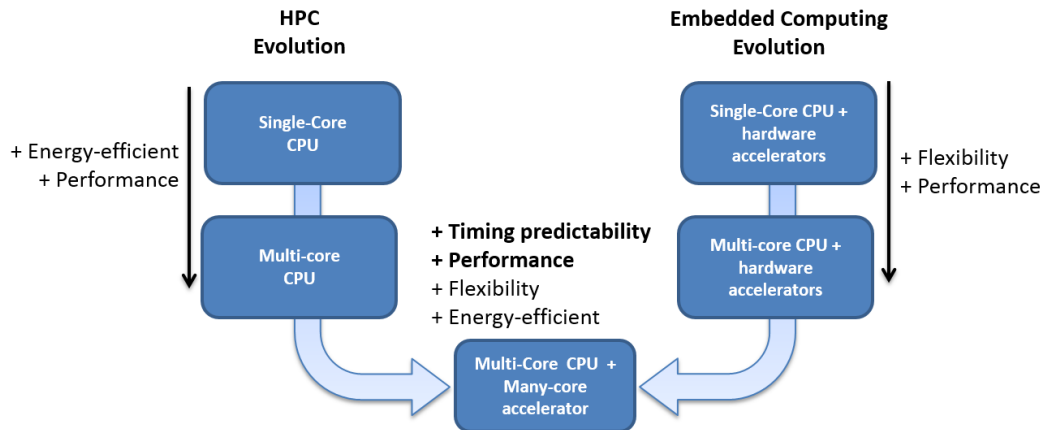 HPC
Evolution
Embedded Computing
Evolution
Single-Core
CPU
Single-Core CPU +
hardware
accelerators
+ Energy-efficient
+ Performance
+ Flexibility
+ Performance
Multi-core
CPU
+ Timing predictability
+ Performance
+ Flexibility
+ Energy-efficient
Multi-core CPU +
hardware
accelerators
Multi-Core CPU +
Many-core
accelerator